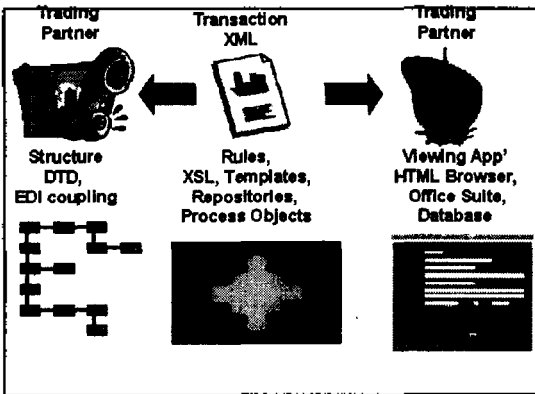 Trading
Partner
Transaction
XML
Trading
Partner
Structure
DTD,
EDI coupling
Rules,
XSL, Templates,
Repositories,
Process Objects
Viewing App'
HTML Browser,
Office Suite,
Database